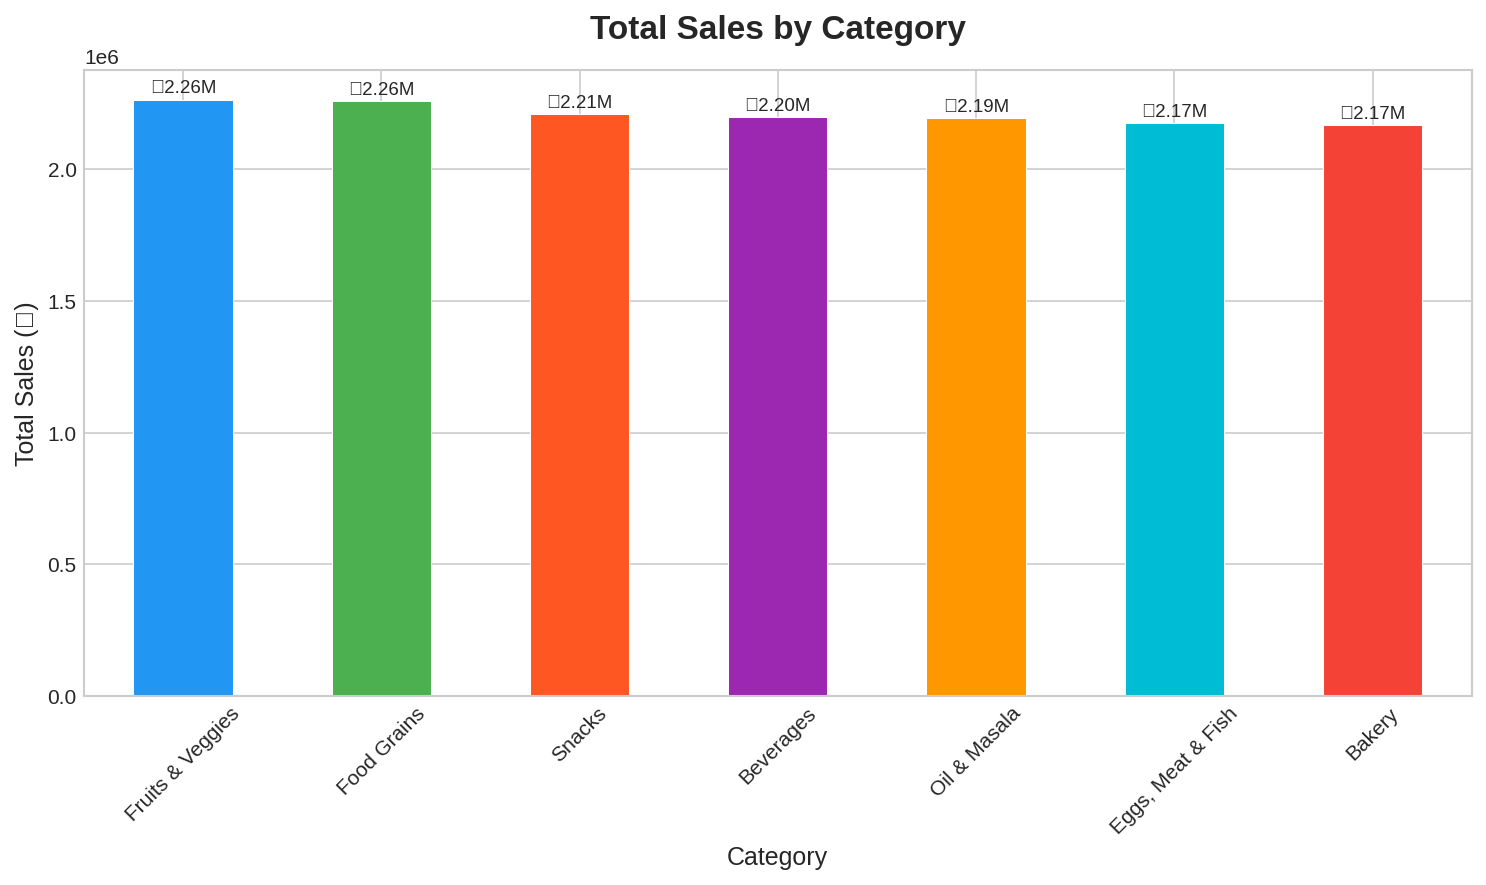 Total Sales by Category
1e6
□2.26M
□2.26M
□2.21M
□2.20M
□2.19M
□2.17M
□2.17M
2.0
1.5
1.0
0.5
0.0
Total Sales (□)
Fruits & Veggies
Food Grains
Snacks
Beverages
Oil & Masala
Eggs, Meat & Fish
Bakery
Category